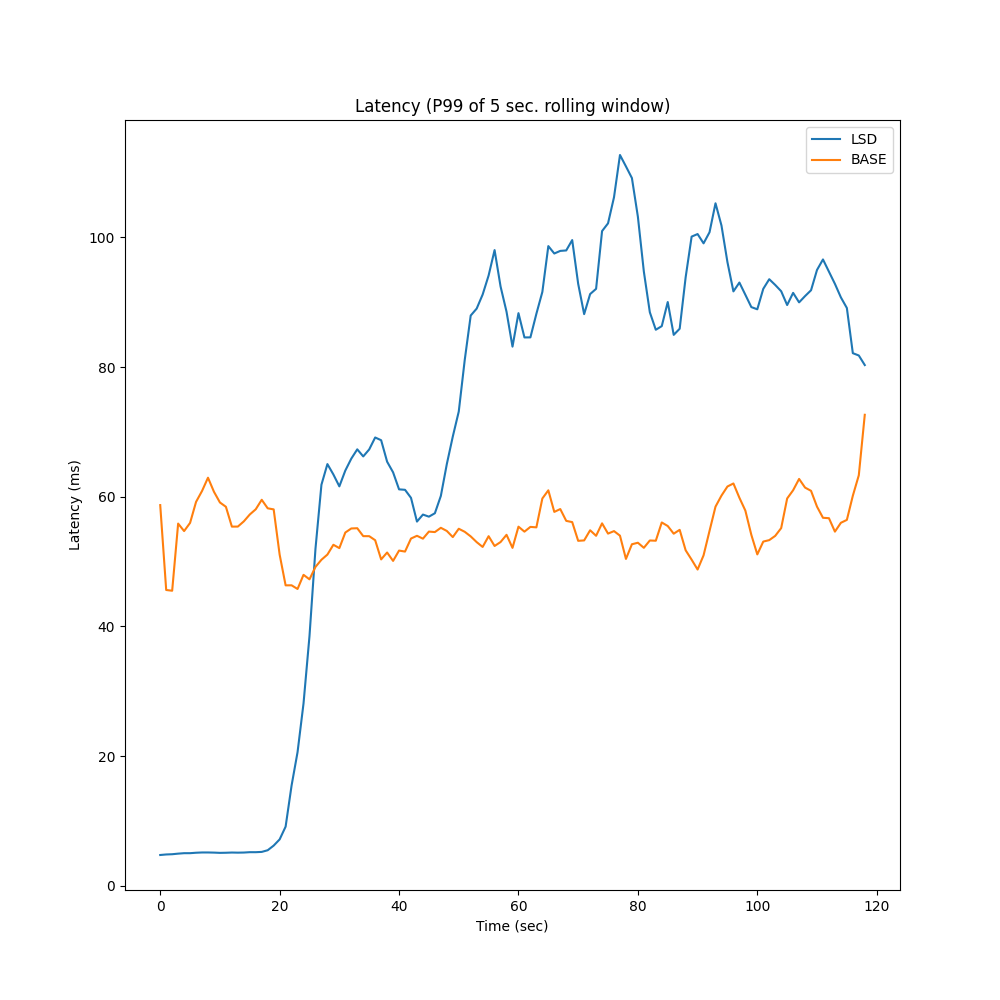 Latency (P99 of 5 sec. rolling window)
LSD
BASE
Latency (ms)
100
80
60
40
20
0
0 20 40 60 80 100 120
Time (sec)